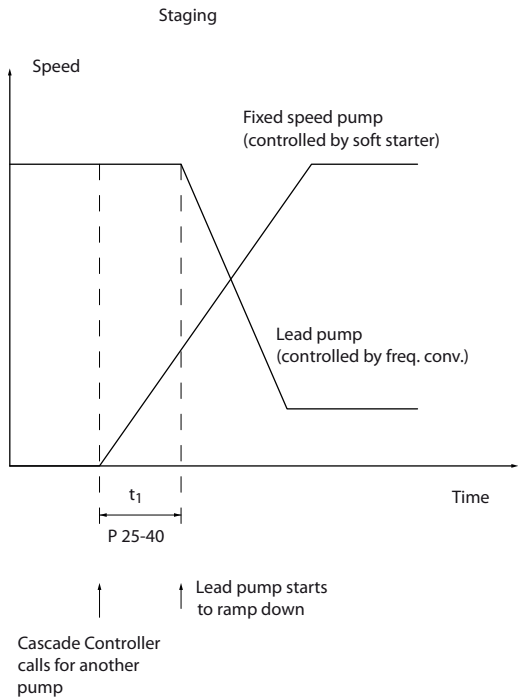 Staging
Speed
Fixed speed pump
(controlled by soft starter)
Lead pump
(controlled by freq. conv.)
t1
Time
P 25-40
Lead pump starts
to ramp down
Cascade Controller
calls for another
pump